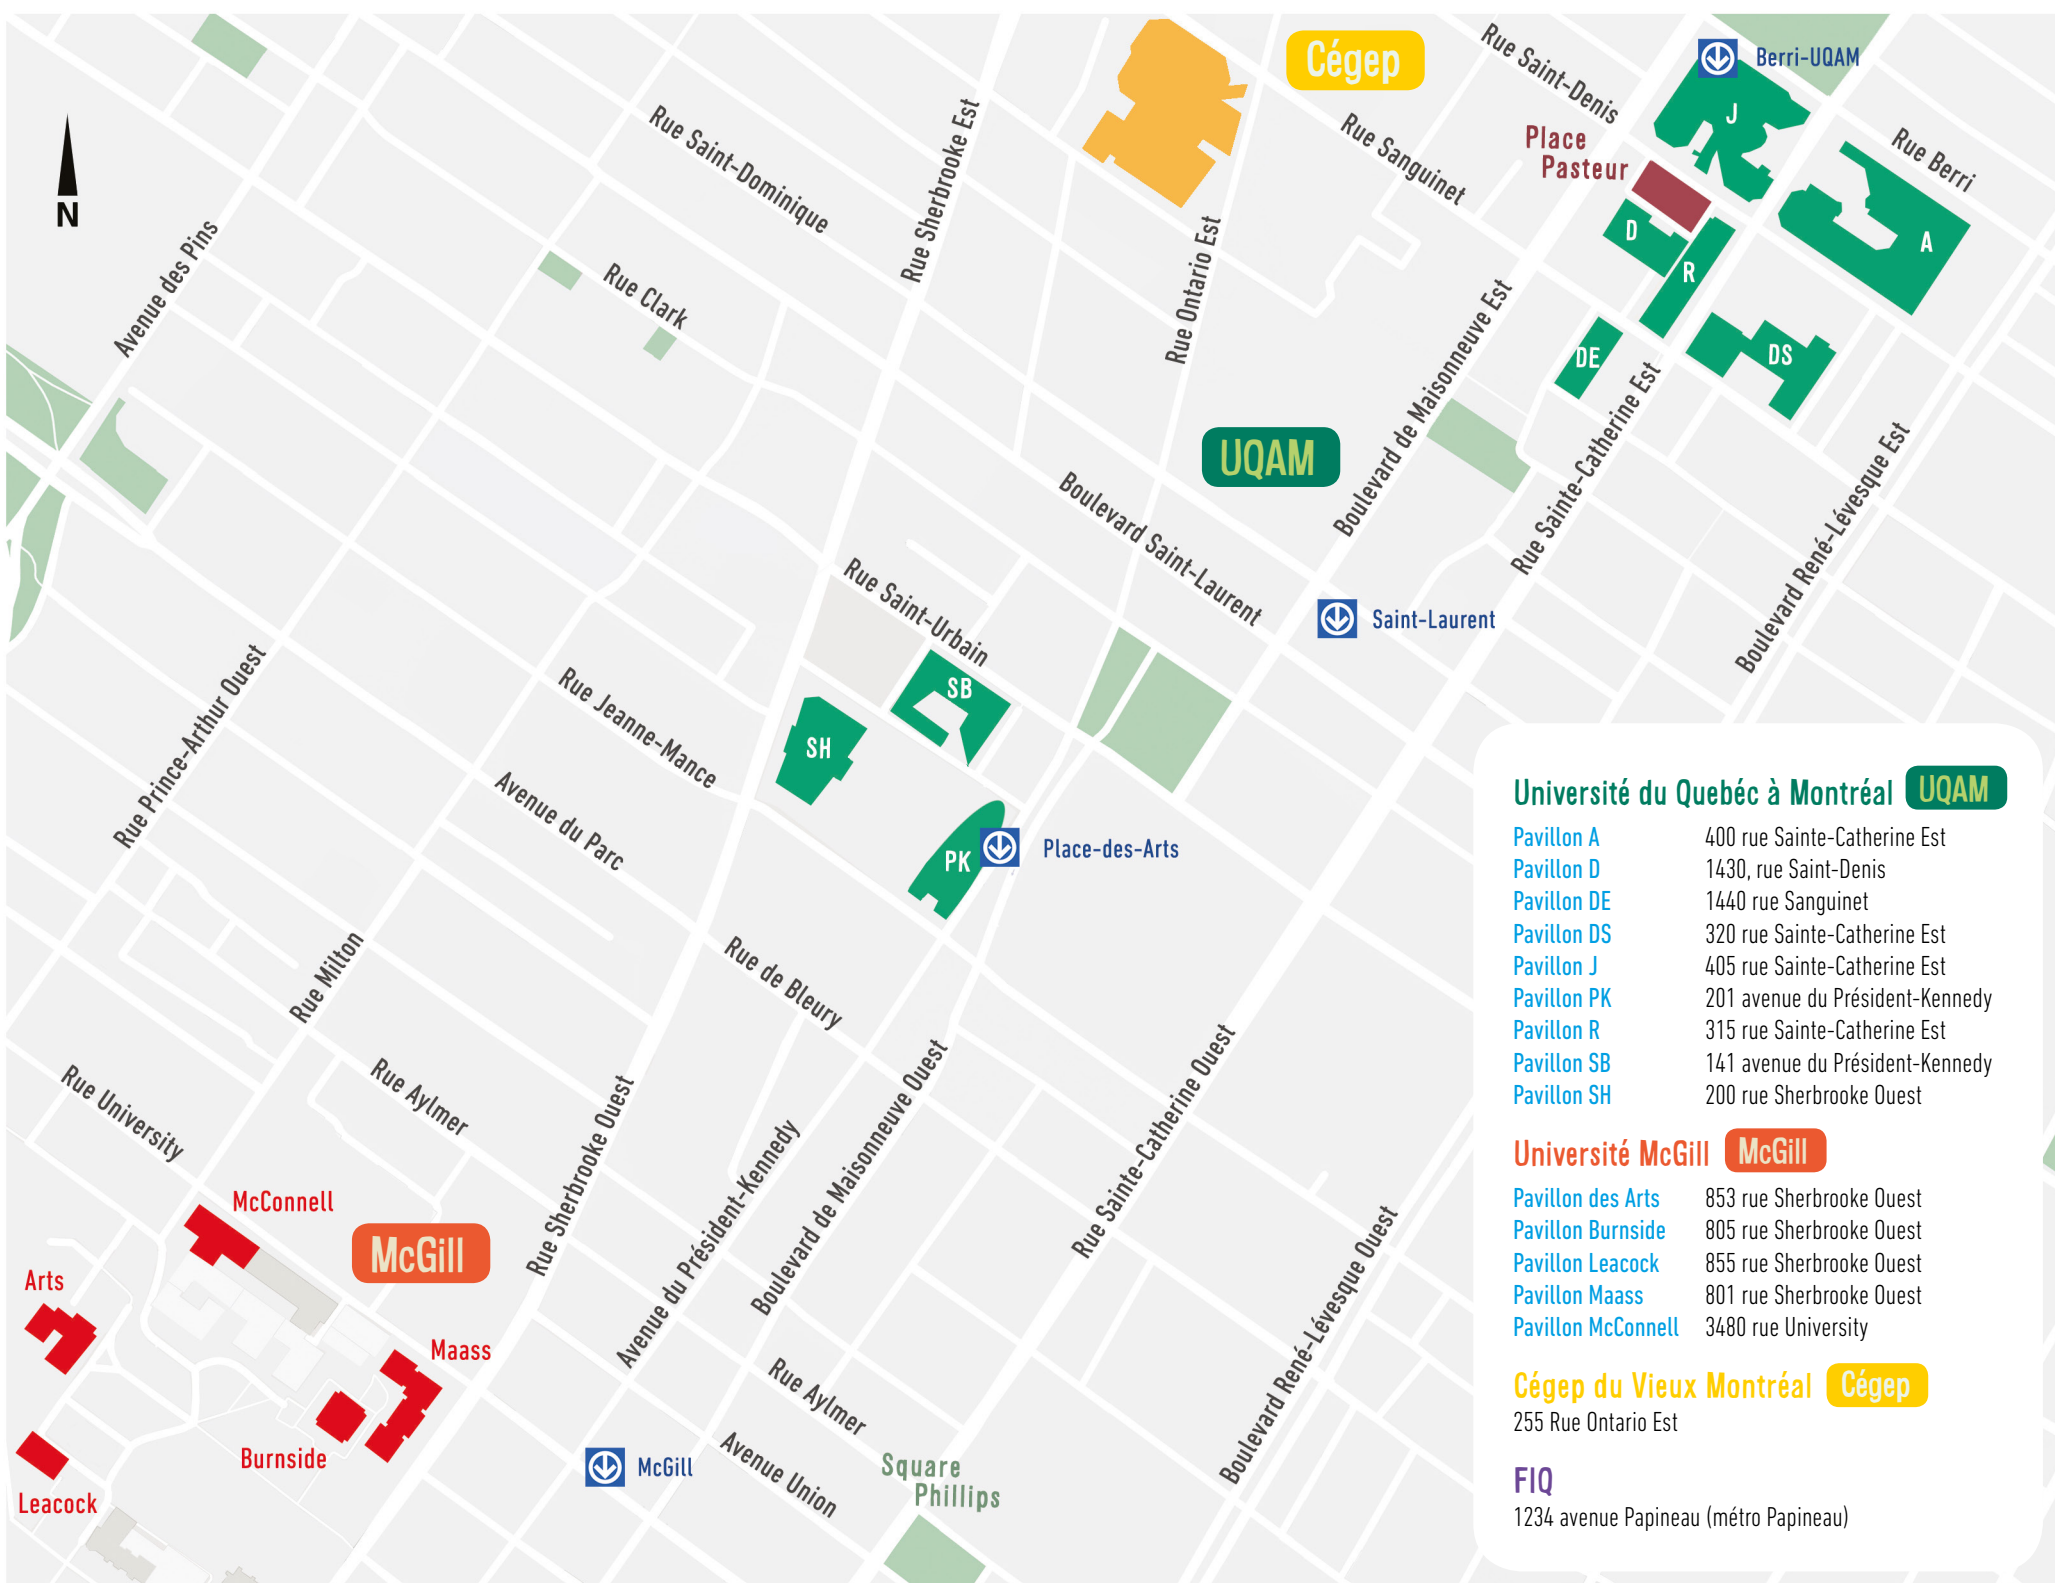 Cégep
Rue Saint-Denis
Berri-UQAM
J
Place
Pasteur
Rue Berri
Rue Saint-Dominique
Rue Sherbrooke Est
Rue Sanguinet
N
D
A
R
Avenue des Pins
Rue Clark
Rue Ontario Est
DE
DS
Boulevard de Maisonneuve Est
Rue Sainte-Catherine Est
UQAM
Boulevard Saint-Laurent
Boulevard René-Lévesque Est
Rue Saint-Urbain
Saint-Laurent
SB
Rue Prince-Arthur Ouest
Rue Jeanne-Mance
SH
Avenue du Parc
PK
Place-des-Arts
Rue Milton
Rue de Bleury
Rue University
Rue Aylmer
Rue Sherbrooke Ouest
Avenue du Président-Kennedy
Boulevard de Maisonneuve Ouest
Rue Sainte-Catherine Ouest
Boulevard René-Lévesque Ouest
McConnell
McGill
Arts
Maass
Burnside
Leacock
McGill
Rue Aylmer
Avenue Union
Square
Phillips
Université du Quebéc à Montréal UQAM
Pavillon A 400 rue Sainte-Catherine Est
Pavillon D 1430, rue Saint-Denis
Pavillon DE 1440 rue Sanguinet
Pavillon DS 320 rue Sainte-Catherine Est
Pavillon J 405 rue Sainte-Catherine Est
Pavillon PK 201 avenue du Président-Kennedy
Pavillon R 315 rue Sainte-Catherine Est
Pavillon SB 141 avenue du Président-Kennedy
Pavillon SH 200 rue Sherbrooke Ouest
Université McGill McGill
Pavillon des Arts 853 rue Sherbrooke Ouest
Pavillon Burnside 805 rue Sherbrooke Ouest
Pavillon Leacock 855 rue Sherbrooke Ouest
Pavillon Maass 801 rue Sherbrooke Ouest
Pavillon McConnell 3480 rue University
Cégep du Vieux Montréal Cégep
255 Rue Ontario Est
FIQ
1234 avenue Papineau (métro Papineau)